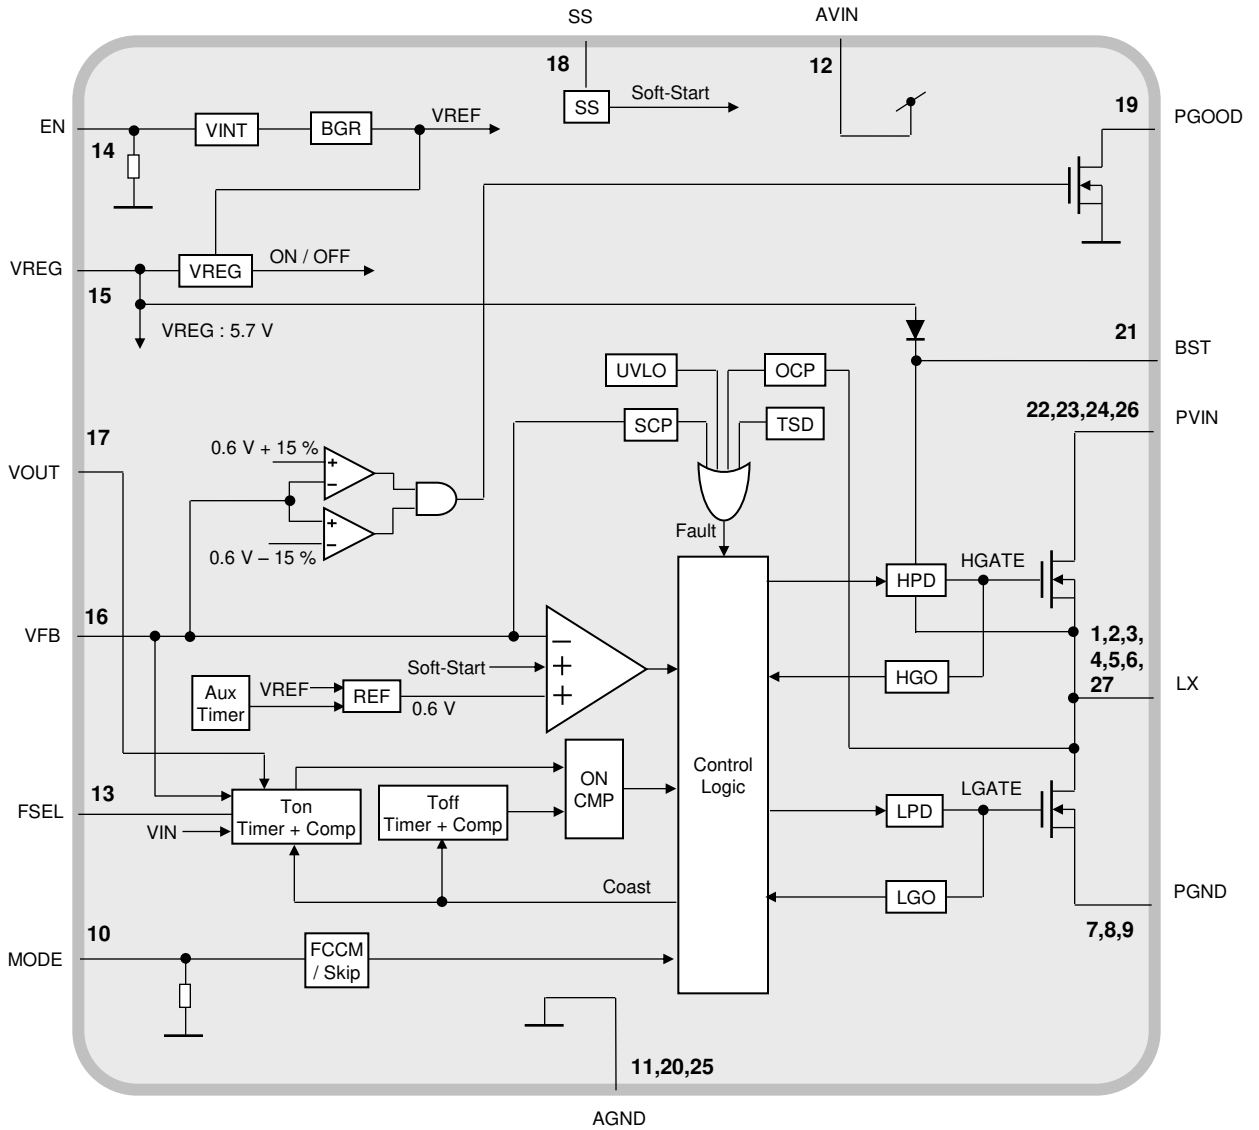 SS
AVIN
18
12
19
EN
14
VINT
BGR
VREF
SS
Soft-Start
PGOOD
VREG
15
VREG
ON / OFF
VREG : 5.7 V
21
BST
UVLO
OCP
SCP
TSD
22,23,24,26
PVIN
17
VOUT
0.6 V + 15 %
+
−
+
−
0.6 V – 15 %
Fault
HPD
HGATE
16
VFB
−
+
+
Soft-Start
Aux
Timer
VREF
REF
0.6 V
HGO
1,2,3,
4,5,6,
27
LX
Control
Logic
ON
CMP
13
FSEL
Ton
Timer + Comp
VIN
Toff
Timer + Comp
LPD
LGATE
Coast
LGO
PGND
7,8,9
10
MODE
FCCM
/ Skip
11,20,25
AGND